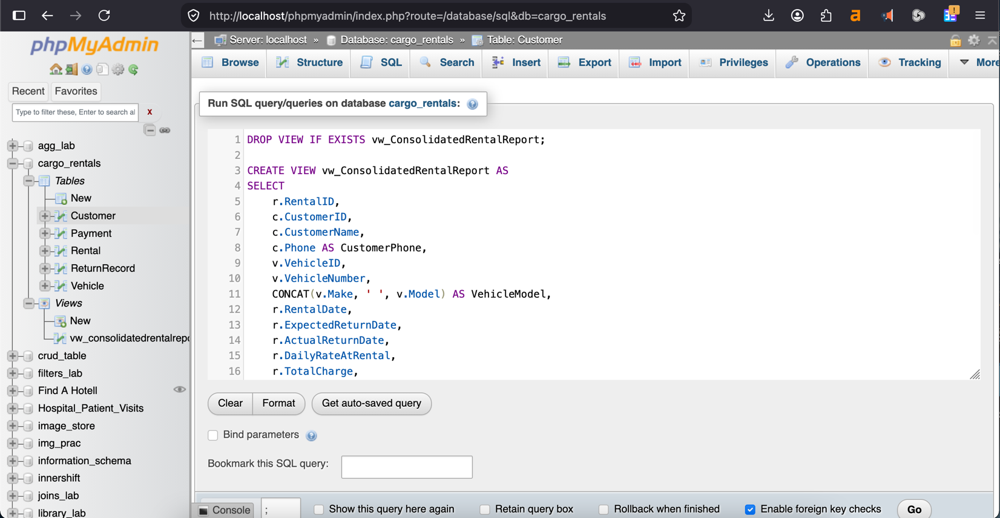 http://localhost/phpmyadmin/index.php?route=/database/sql&db=cargo_rentals
phpMyAdmin
Recent
Favorites
Type to filter these, Enter to search al
X
agg_lab
cargo_rentals
Tables
New
Customer
Payment
Rental
ReturnRecord
Vehicle
Views
New
vw_consolidatedrentalrepo
crud_table
filters_lab
Find A Hotell
Hospital_Patient_Visits
image_store
img_prac
information_schema
innershift
joins_lab
library_lab
Server: localhost » Database: cargo_rentals » Table: Customer
Browse
Structure
SQL
Search
Insert
Export
Import
Privileges
Operations
Tracking
More
Run SQL query/queries on database cargo_rentals:
1 DROP VIEW IF EXISTS vw_ConsolidatedRentalReport;
2
3 CREATE VIEW vw_ConsolidatedRentalReport AS
4 SELECT
5 r.RentalID,
6 c.CustomerID,
7 c.CustomerName,
8 c.Phone AS CustomerPhone,
9 v.VehicleID,
10 v.VehicleNumber,
11 CONCAT(v.Make, ' ', v.Model) AS VehicleModel,
12 r.RentalDate,
13 r.ExpectedReturnDate,
14 r.ActualReturnDate,
15 r.DailyRateAtRental,
16 r.TotalCharge,
Clear
Format
Get auto-saved query
Bind parameters
Bookmark this SQL query:
Console
;
Show this query here again
Retain query box
Rollback when finished
Enable foreign key checks
Go